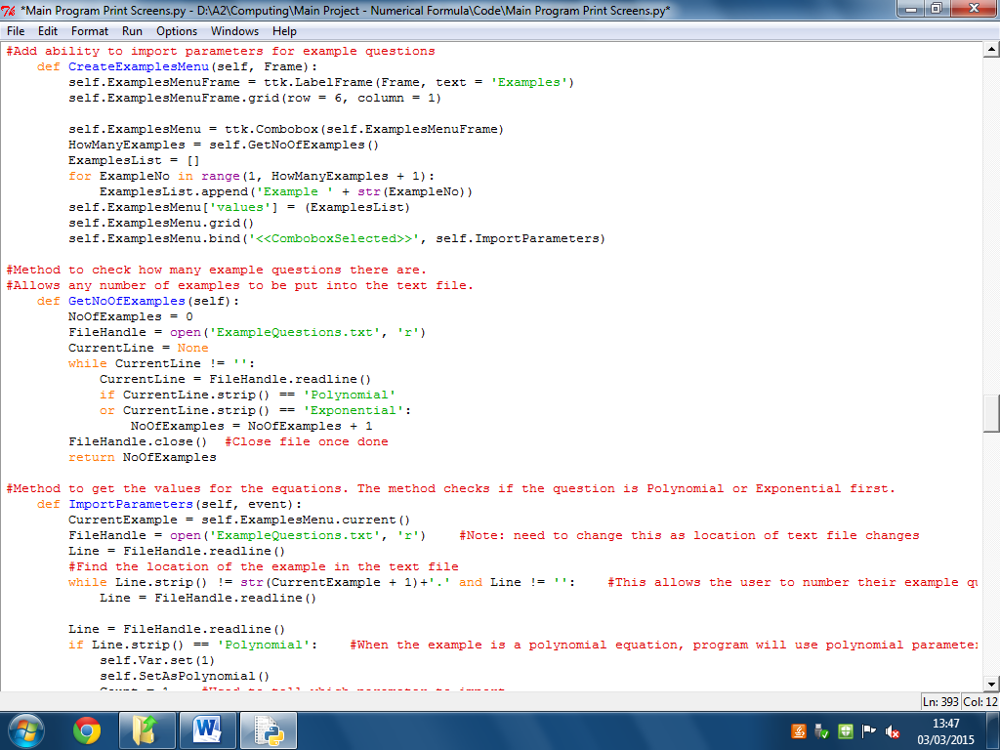 *Main Program Print Screens.py - D:\A2\Computing\Main Project - Numerical Formula\Code\Main Program Print Screens.py*
File Edit Format Run Options Windows Help
#Add ability to import parameters for example questions
    def CreateExamplesMenu(self, Frame):
        self.ExamplesMenuFrame = ttk.LabelFrame(Frame, text = 'Examples')
        self.ExamplesMenuFrame.grid(row = 6, column = 1)
        self.ExamplesMenu = ttk.Combobox(self.ExamplesMenuFrame)
        HowManyExamples = self.GetNoOfExamples()
        ExamplesList = []
        for ExampleNo in range(1, HowManyExamples + 1):
            ExamplesList.append('Example ' + str(ExampleNo))
        self.ExamplesMenu['values'] = (ExamplesList)
        self.ExamplesMenu.grid()
        self.ExamplesMenu.bind('<<ComboboxSelected>>', self.ImportParameters)
#Method to check how many example questions there are.
#Allows any number of examples to be put into the text file.
    def GetNoOfExamples(self):
        NoOfExamples = 0
        FileHandle = open('ExampleQuestions.txt', 'r')
        CurrentLine = None
        while CurrentLine != '':
            CurrentLine = FileHandle.readline()
            if CurrentLine.strip() == 'Polynomial'
            or CurrentLine.strip() == 'Exponential':
                NoOfExamples = NoOfExamples + 1
        FileHandle.close()  #Close file once done
        return NoOfExamples
#Method to get the values for the equations. The method checks if the question is Polynomial or Exponential first.
    def ImportParameters(self, event):
        CurrentExample = self.ExamplesMenu.current()
        FileHandle = open('ExampleQuestions.txt', 'r')    #Note: need to change this as location of text file changes
        Line = FileHandle.readline()
        #Find the location of the example in the text file
        while Line.strip() != str(CurrentExample + 1)+'.' and Line != '':    #This allows the user to number their example qu
            Line = FileHandle.readline()
        Line = FileHandle.readline()
        if Line.strip() == 'Polynomial':    #When the example is a polynomial equation, program will use polynomial parameter
            self.Var.set(1)
            self.SetAsPolynomial()
            Count = 1    #Used to tell which parameter to import
Ln: 393 Col: 12
13:47
03/03/2015